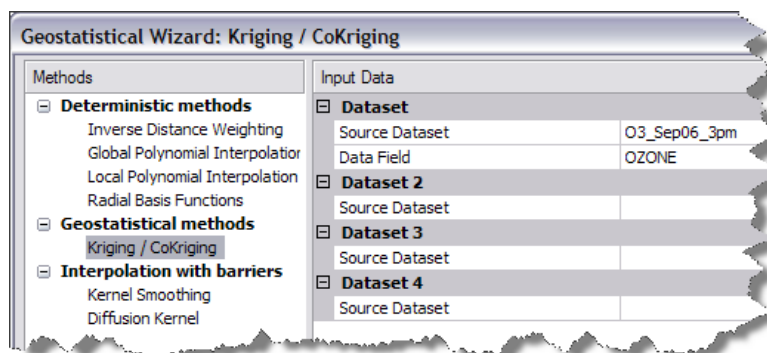 Geostatistical Wizard: Kriging / CoKriging
Methods
Deterministic methods
Inverse Distance Weighting
Global Polynomial Interpolation
Local Polynomial Interpolation
Radial Basis Functions
Geostatistical methods
Kriging / CoKriging
Interpolation with barriers
Kernel Smoothing
Diffusion Kernel
Input Data
Dataset
Source Dataset O3_Sep06_3pm
Data Field OZONE
Dataset 2
Source Dataset
Dataset 3
Source Dataset
Dataset 4
Source Dataset